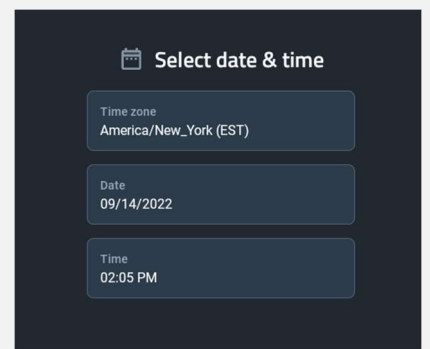 Select date & time
Time zone
America/New_York (EST)
Date
09/14/2022
Time
02:05 PM